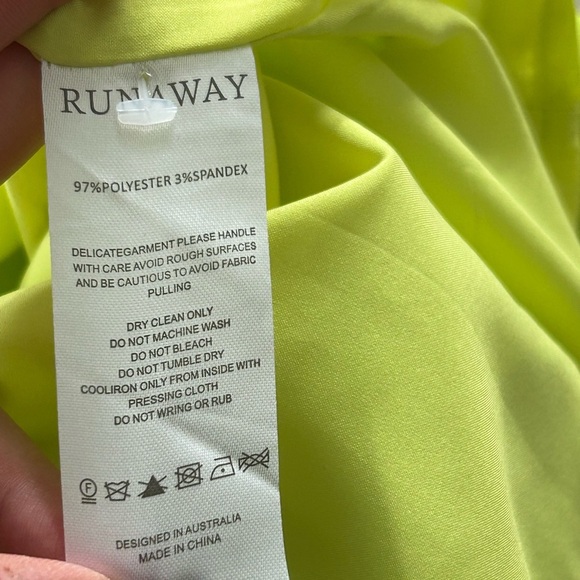 RUNAWAY
97%POLYESTER 3%SPANDEX
DELICATEGARMENT PLEASE HANDLE
WITH CARE AVOID ROUGH SURFACES
AND BE CAUTIOUS TO AVOID FABRIC
PULLING
DRY CLEAN ONLY
DO NOT MACHINE WASH
DO NOT BLEACH
DO NOT TUMBLE DRY
COOLIRON ONLY FROM INSIDE WITH
PRESSING CLOTH
DO NOT WRING OR RUB
F
DESIGNED IN AUSTRALIA
MADE IN CHINA